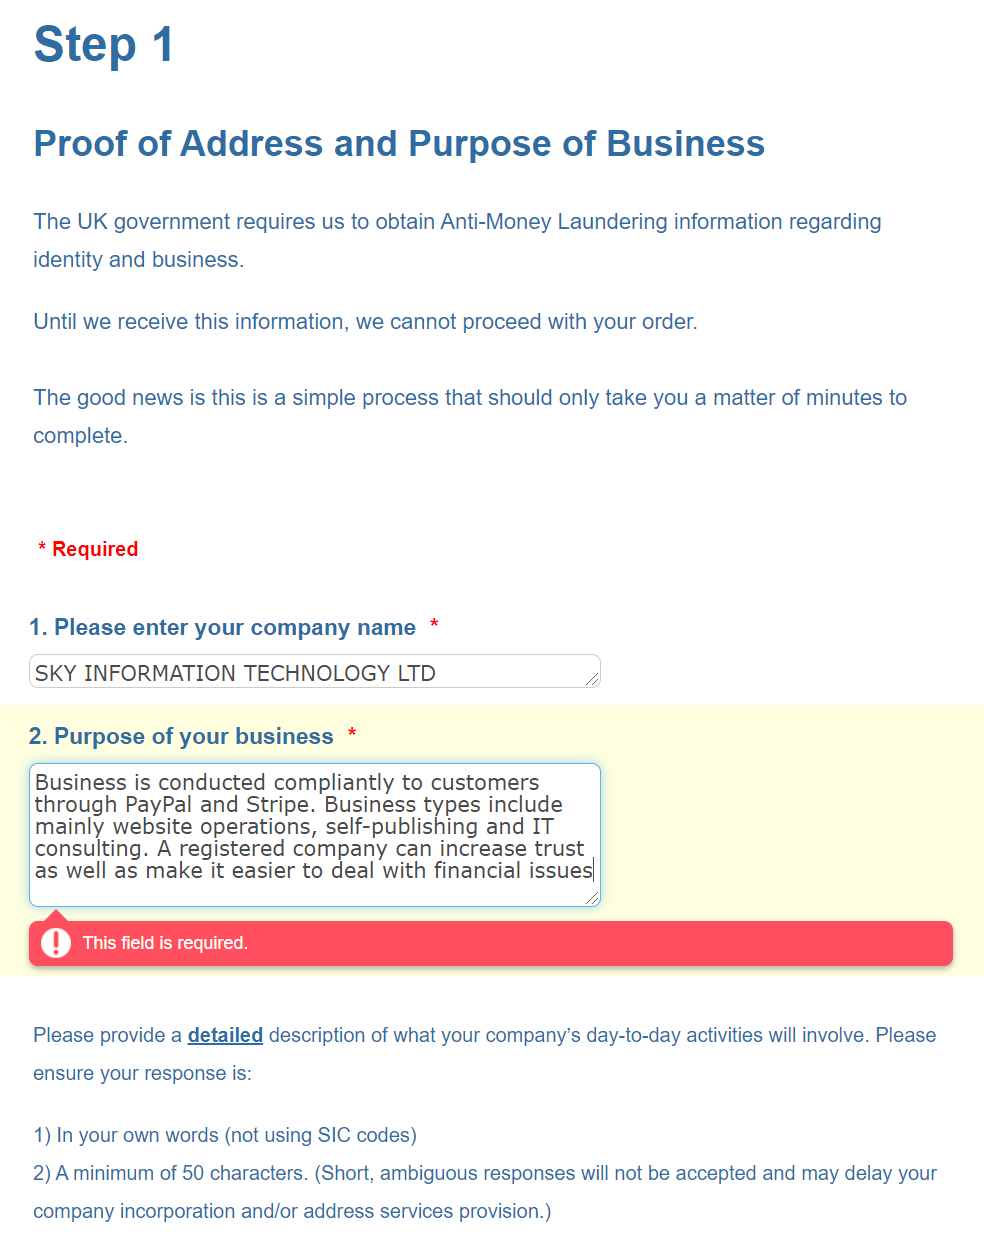 Step 1
Proof of Address and Purpose of Business
The UK government requires us to obtain Anti-Money Laundering information regarding
identity and business.
Until we receive this information, we cannot proceed with your order.
The good news is this is a simple process that should only take you a matter of minutes to
complete.
* Required
1. Please enter your company name *
SKY INFORMATION TECHNOLOGY LTD
2. Purpose of your business *
Business is conducted compliantly to customers
through PayPal and Stripe. Business types include
mainly website operations, self-publishing and IT
consulting. A registered company can increase trust
as well as make it easier to deal with financial issues
This field is required.
Please provide a detailed description of what your company’s day-to-day activities will involve. Please
ensure your response is:
1) In your own words (not using SIC codes)
2) A minimum of 50 characters. (Short, ambiguous responses will not be accepted and may delay your
company incorporation and/or address services provision.)